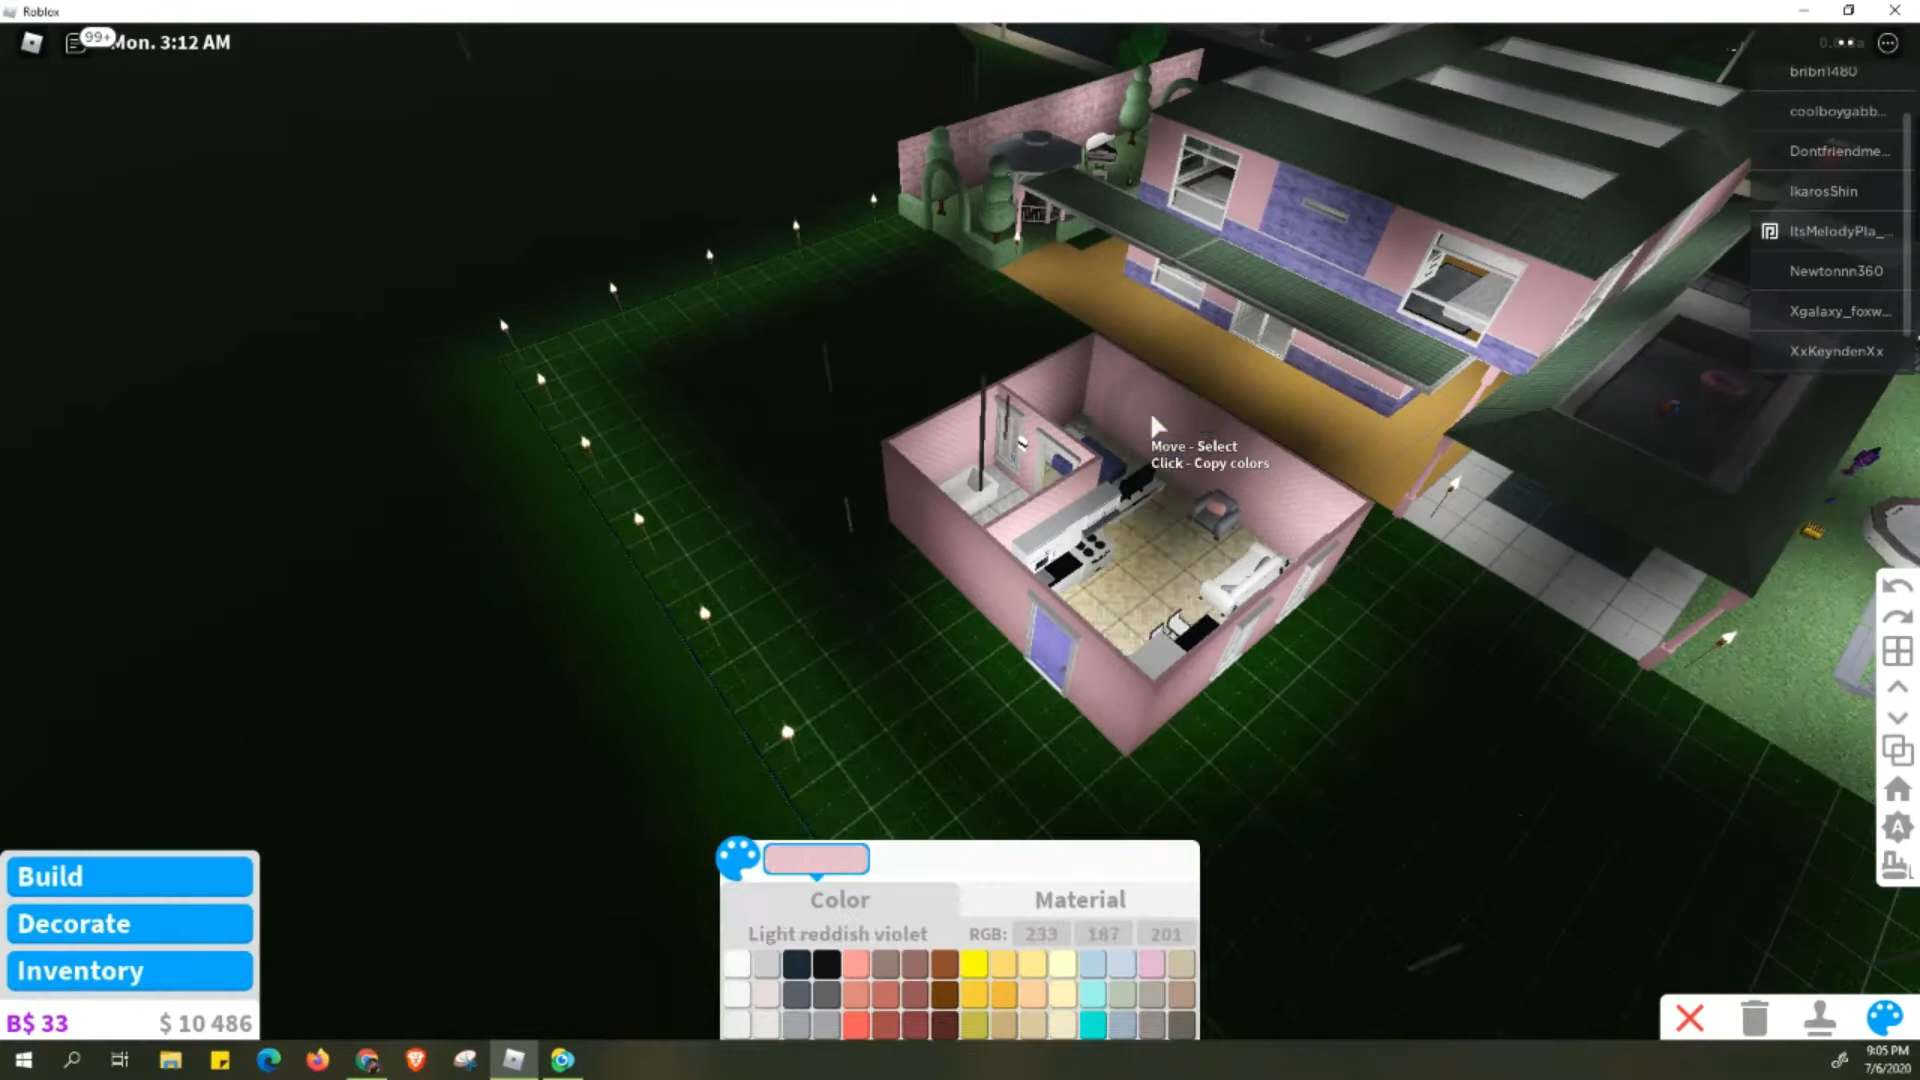 Roblox
99+
Mon. 3:12 AM
bribri1480
coolboygabb...
Dontfriendme...
IkarosShin
ItsMelodyPla_...
Newtonnn360
Xgalaxy_foxw...
XxKeyndenXx
Move - Select
Click - Copy colors
Build
Decorate
Inventory
B$ 33
$ 10 486
Color
Material
Light reddish violet
RGB: 233 187 201
A
9:05 PM
7/6/2020